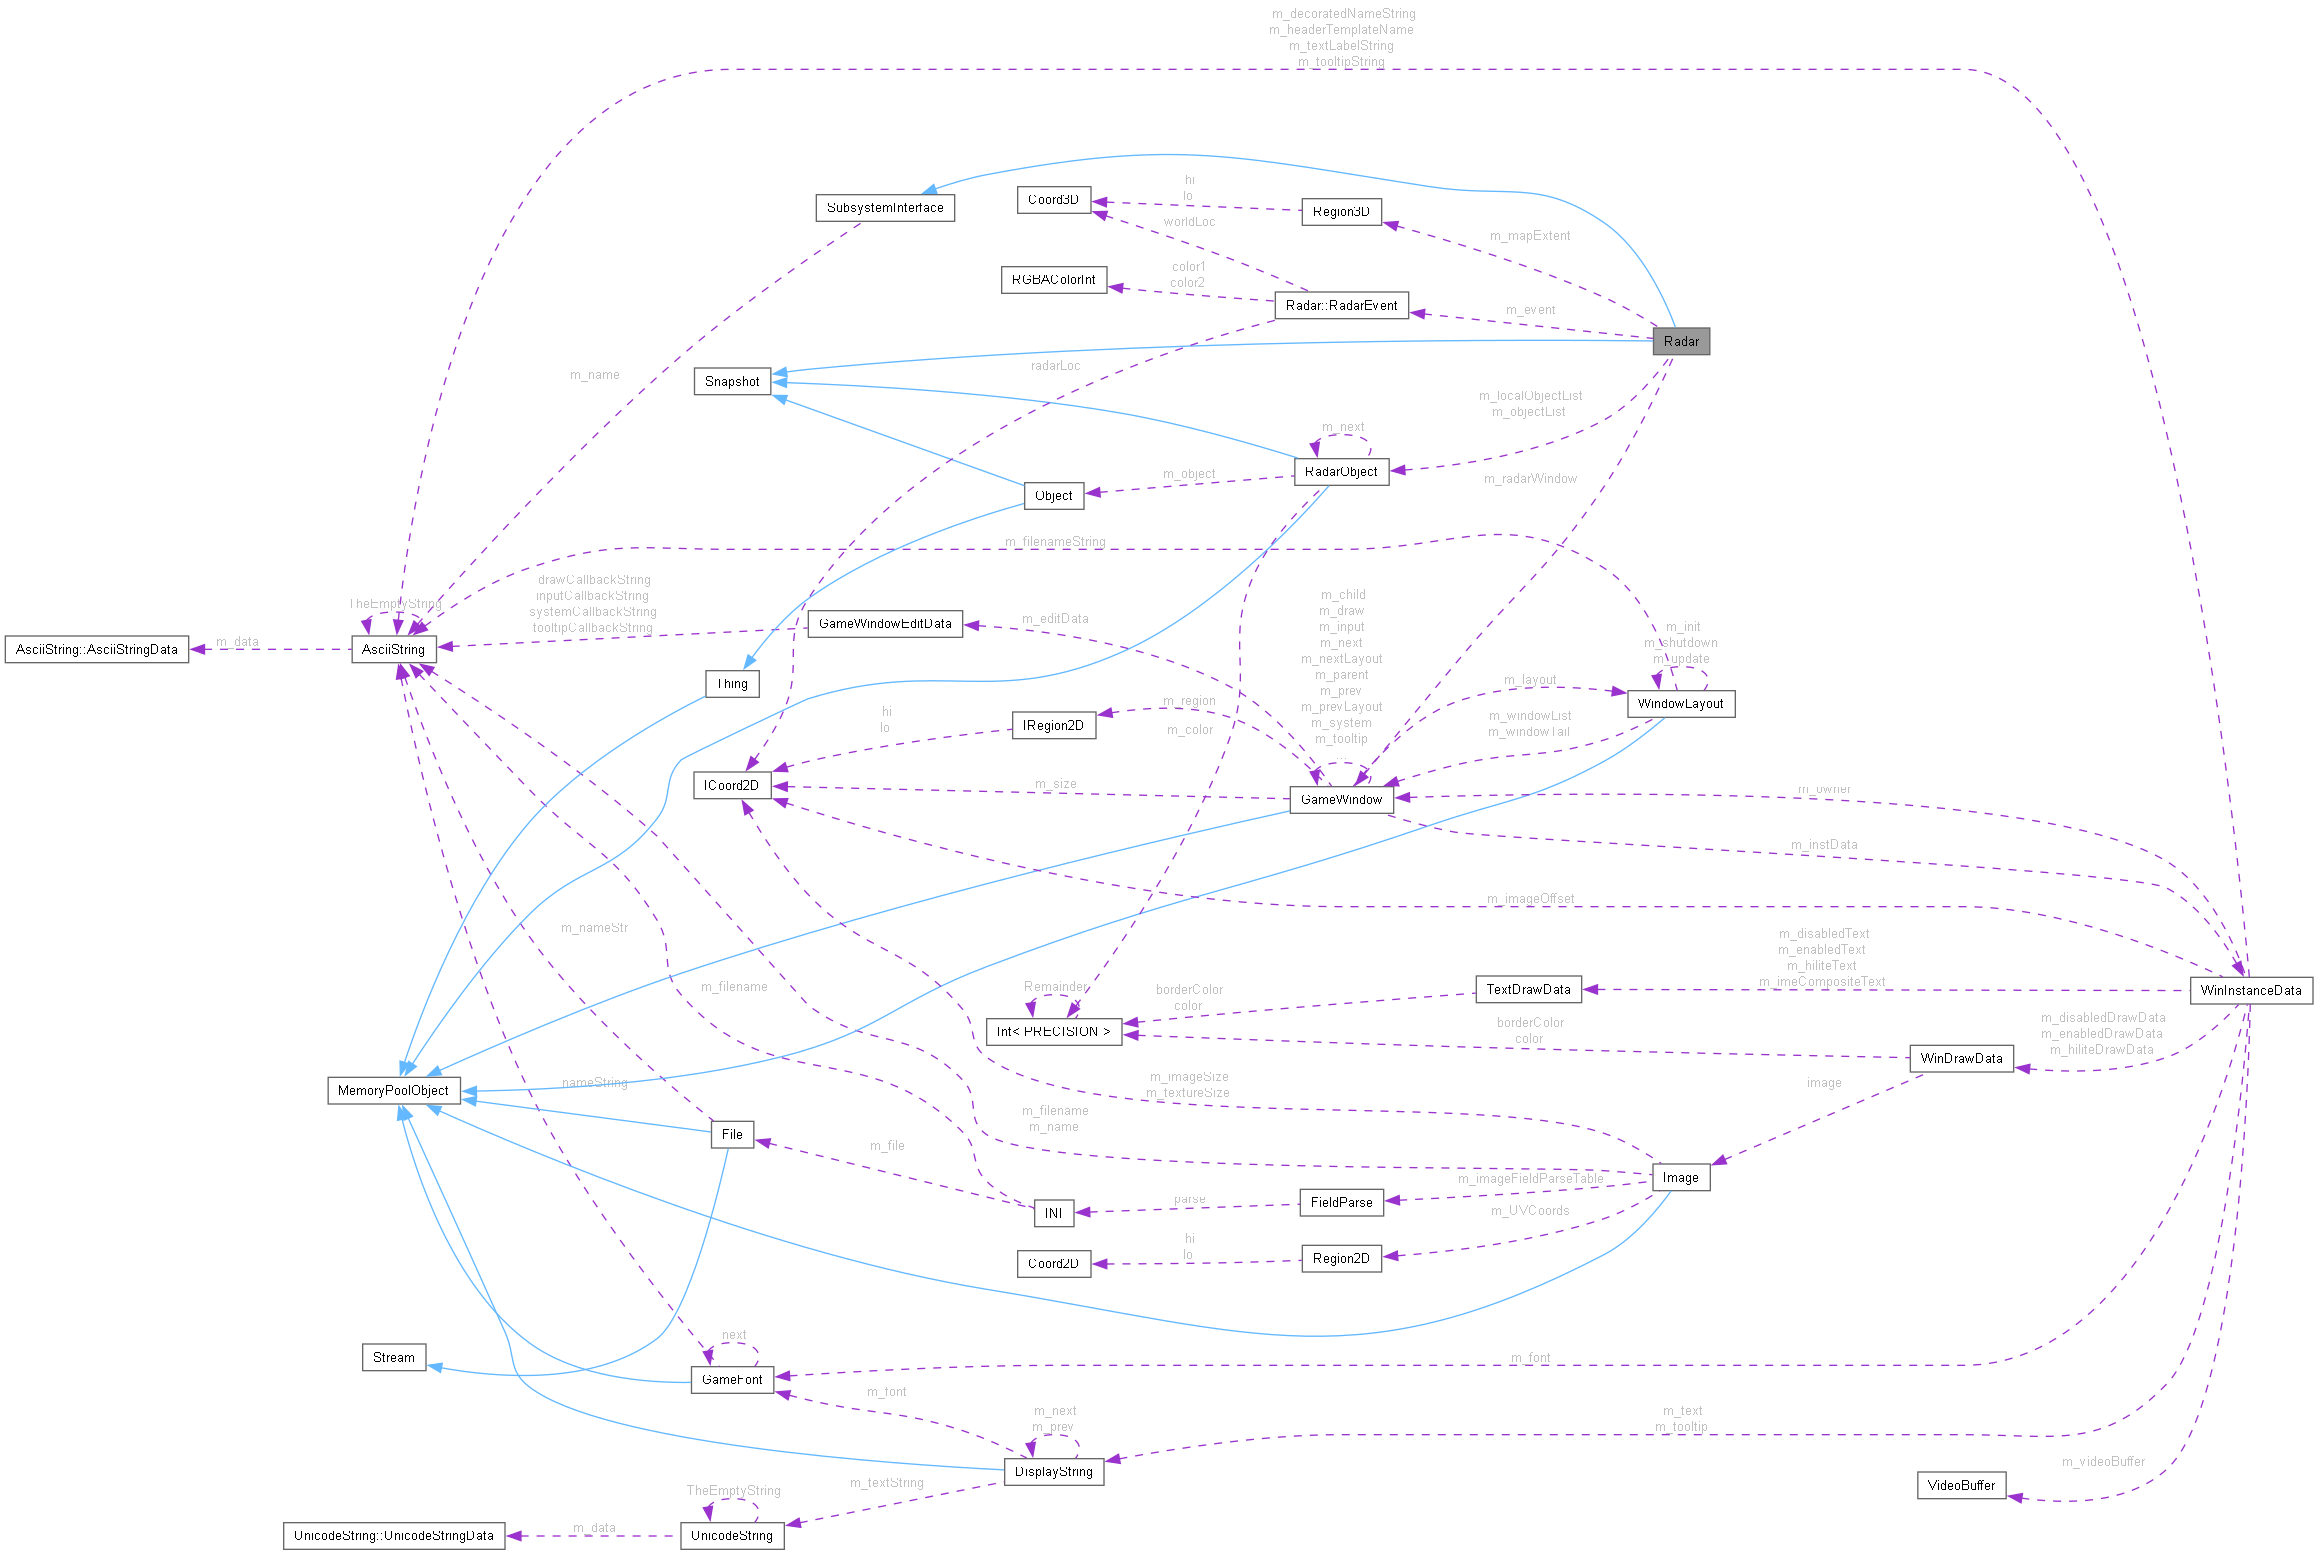 m_decoratedNameString
m_headerTemplateName
m_textLabelString
m_tooltipString
hi
lo
Coord3D
SubsystemInterface
Region3D
worldLoc
m_mapExtent
color1
color2
RGBAColorInt
Radar::RadarEvent
m_event
Radar
radarLoc
m_name
Snapshot
m_localObjectList
m_objectList
m_next
RadarObject
m_object
m_radarWindow
Object
m_filenameString
drawCallbackString
inputCallbackString
systemCallbackString
tooltipCallbackString
TheEmptyString
GameWindowEditData
m_editData
m_child
m_draw
m_input
m_next
m_nextLayout
m_parent
m_prev
m_prevLayout
m_system
m_tooltip
...
m_init
m_shutdown
m_update
AsciiString::AsciiStringData
m_data
AsciiString
Thing
m_layout
WindowLayout
m_region
hi
lo
IRegion2D
m_windowList
m_windowTail
m_color
ICoord2D
m_size
GameWindow
m_owner
m_instData
m_imageOffset
m_nameStr
m_disabledText
m_enabledText
m_hiliteText
m_imeCompositeText
m_filename
Remainder
borderColor
color
TextDrawData
WinInstanceData
Int< PRECISION >
borderColor
color
m_disabledDrawData
m_enabledDrawData
m_hiliteDrawData
WinDrawData
MemoryPoolObject
nameString
m_imageSize
m_textureSize
image
m_filename
m_name
File
m_file
Image
m_imageFieldParseTable
parse
FieldParse
INI
m_UVCoords
hi
lo
Coord2D
Region2D
next
Stream
GameFont
m_font
m_font
m_next
m_prev
m_text
m_tooltip
DisplayString
m_textString
TheEmptyString
m_videoBuffer
VideoBuffer
UnicodeString::UnicodeStringData
m_data
UnicodeString